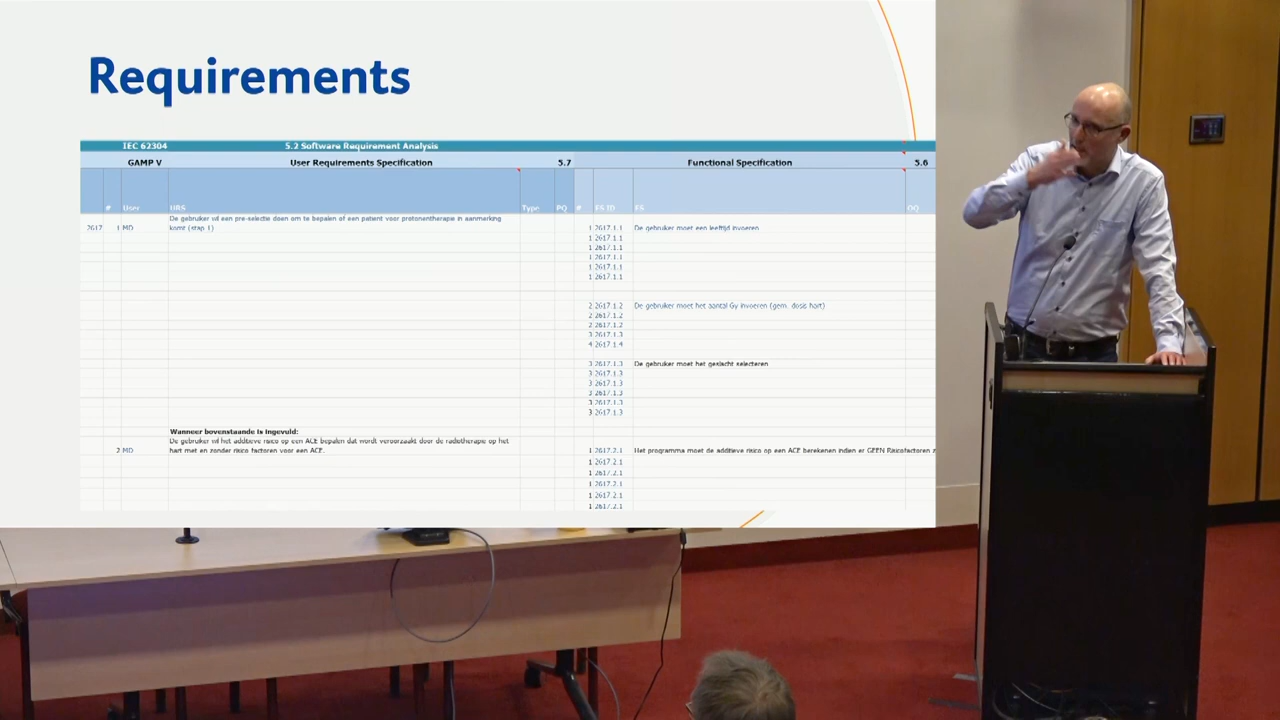 Requirements
IEC 62304 5.2 Software Requirement Analysis
GAMP V User Requirements Specification 5.7 Functional Specification 5.6
# User URS Type PQ # FS ID FS OQ
De gebruiker wil een pre-selectie doen om te bepalen of een patient voor protonentherapie in aanmerking
2617 1 MD komt (stap 1) 1 2617.1.1 De gebruiker moet een leeftijd invoeren
1 2617.1.1
1 2617.1.1
1 2617.1.1
1 2617.1.1
1 2617.1.1
2 2617.1.2 De gebruiker moet het aantal Gy invoeren (gem. dosis hart)
2 2617.1.2
2 2617.1.2
3 2617.1.3
4 2617.1.4
3 2617.1.3 De gebruiker moet het geslacht selecteren
3 2617.1.3
3 2617.1.3
3 2617.1.3
3 2617.1.3
3 2617.1.3
Wanneer bovenstaande is ingevuld:
De gebruiker wil het additieve risico op een ACE bepalen dat wordt veroorzaakt door de radiotherapie op het
2 MD hart met en zonder risico factoren voor een ACE. 1 2617.2.1 Het programma moet de additieve risico op een ACE berekenen indien er GEEN Risicofactoren z
1 2617.2.1
1 2617.2.1
1 2617.2.1
1 2617.2.1
1 2617.2.1